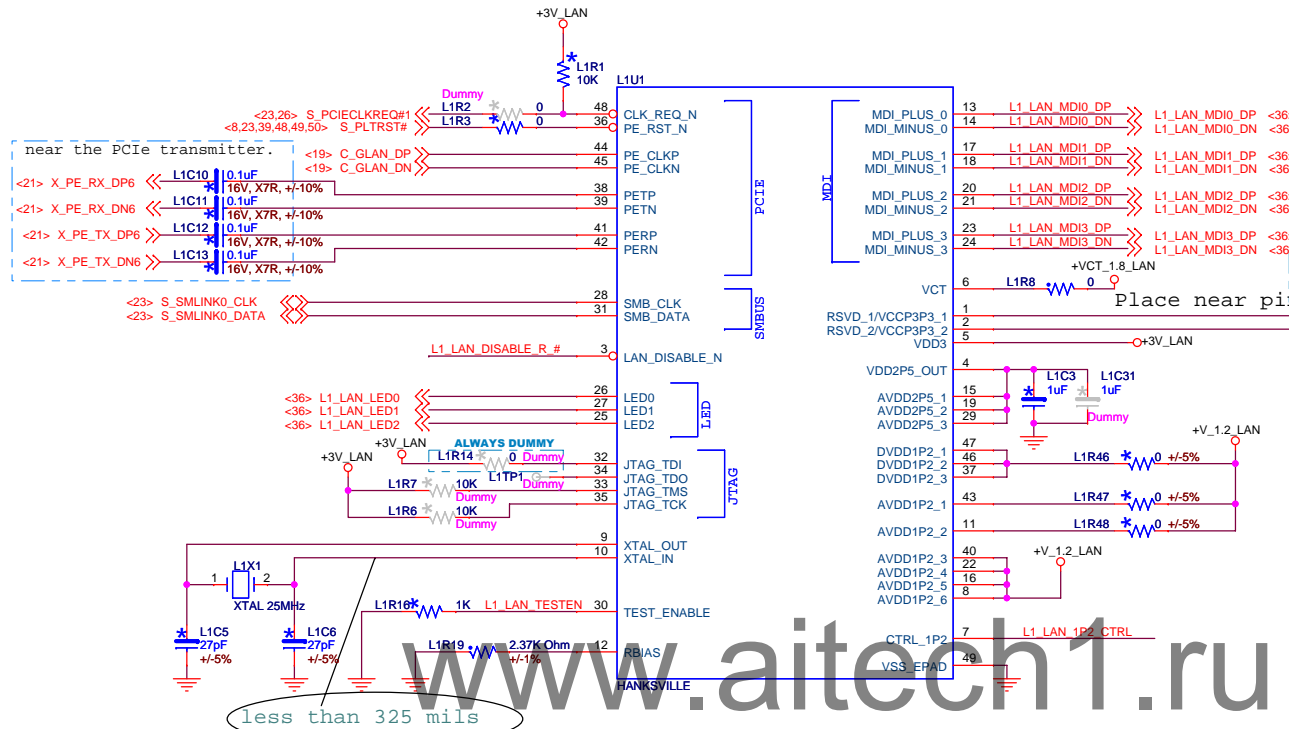 +3V_LAN
L1R1
10K
L1U1
Dummy
<23,26> S_PCIECLKREQ#1 L1R2 0 48 CLK_REQ_N
<8,23,39,48,49,50> S_PLTRST# L1R3 0 36 PE_RST_N
near the PCIe transmitter.
<19> C_GLAN_DP 44 PE_CLKP
<19> C_GLAN_DN 45 PE_CLKN
<21> X_PE_RX_DP6 L1C10 0.1uF 38 PETP
16V, X7R, +/-10%
<21> X_PE_RX_DN6 L1C11 0.1uF 39 PETN
16V, X7R, +/-10%
<21> X_PE_TX_DP6 L1C12 0.1uF 41 PERP
16V, X7R, +/-10%
<21> X_PE_TX_DN6 L1C13 0.1uF 42 PERN
16V, X7R, +/-10%
PCIE
<23> S_SMLINK0_CLK 28 SMB_CLK
<23> S_SMLINK0_DATA 31 SMB_DATA
SMBUS
L1_LAN_DISABLE_R_# 3 LAN_DISABLE_N
<36> L1_LAN_LED0 26 LED0
<36> L1_LAN_LED1 27 LED1
<36> L1_LAN_LED2 25 LED2
LED
+3V_LAN
ALWAYS DUMMY
L1R14 0 Dummy 32 JTAG_TDI
+3V_LAN
L1TP1 Dummy 34 JTAG_TDO
L1R7 10K Dummy 33 JTAG_TMS
L1R6 10K Dummy 35 JTAG_TCK
JTAG
9 XTAL_OUT
10 XTAL_IN
1 L1X1 2
XTAL 25MHz
L1C5
27pF
+/-5%
L1C6
27pF
+/-5%
L1R16 1K L1_LAN_TESTEN 30 TEST_ENABLE
L1R19 2.37K Ohm 12 RBIAS
+/-1%
less than 325 mils
HANKSVILLE
MDI
MDI_PLUS_0 13 L1_LAN_MDI0_DP L1_LAN_MDI0_DP <36
MDI_MINUS_0 14 L1_LAN_MDI0_DN L1_LAN_MDI0_DN <36
MDI_PLUS_1 17 L1_LAN_MDI1_DP L1_LAN_MDI1_DP <36
MDI_MINUS_1 18 L1_LAN_MDI1_DN L1_LAN_MDI1_DN <36
MDI_PLUS_2 20 L1_LAN_MDI2_DP L1_LAN_MDI2_DP <36
MDI_MINUS_2 21 L1_LAN_MDI2_DN L1_LAN_MDI2_DN <36
MDI_PLUS_3 23 L1_LAN_MDI3_DP L1_LAN_MDI3_DP <36
MDI_MINUS_3 24 L1_LAN_MDI3_DN L1_LAN_MDI3_DN <36
+VCT_1.8_LAN
VCT 6 L1R8 0
Place near pi
RSVD_1/VCCP3P3_1 1
RSVD_2/VCCP3P3_2 2
VDD3 5 +3V_LAN
VDD2P5_OUT 4
L1C3
1uF
L1C31
1uF
Dummy
AVDD2P5_1 15
AVDD2P5_2 19
AVDD2P5_3 29
+V_1.2_LAN
DVDD1P2_1 47
DVDD1P2_2 46 L1R46 0 +/-5%
DVDD1P2_3 37
AVDD1P2_1 43 L1R47 0 +/-5%
AVDD1P2_2 11 L1R48 0 +/-5%
+V_1.2_LAN
AVDD1P2_3 40
AVDD1P2_4 22
AVDD1P2_5 16
AVDD1P2_6 8
CTRL_1P2 7 L1_LAN_1P2_CTRL
VSS_EPAD 49
www.aitech1.ru